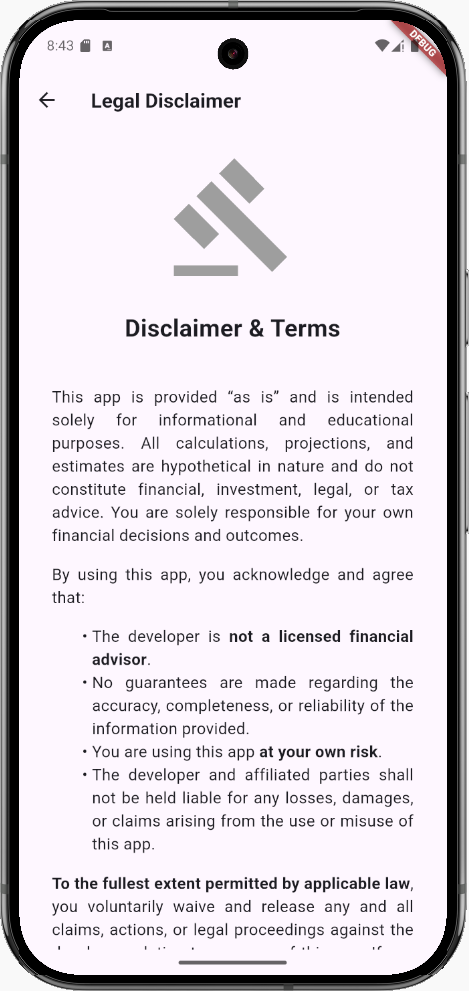 8:43
DEBUG
Legal Disclaimer
Disclaimer & Terms
This app is provided “as is” and is intended
solely for informational and educational
purposes. All calculations, projections, and
estimates are hypothetical in nature and do not
constitute financial, investment, legal, or tax
advice. You are solely responsible for your own
financial decisions and outcomes.
By using this app, you acknowledge and agree
that:
• The developer is not a licensed financial
advisor.
• No guarantees are made regarding the
accuracy, completeness, or reliability of the
information provided.
• You are using this app at your own risk.
• The developer and affiliated parties shall
not be held liable for any losses, damages,
or claims arising from the use or misuse of
this app.
To the fullest extent permitted by applicable law,
you voluntarily waive and release any and all
claims, actions, or legal proceedings against the